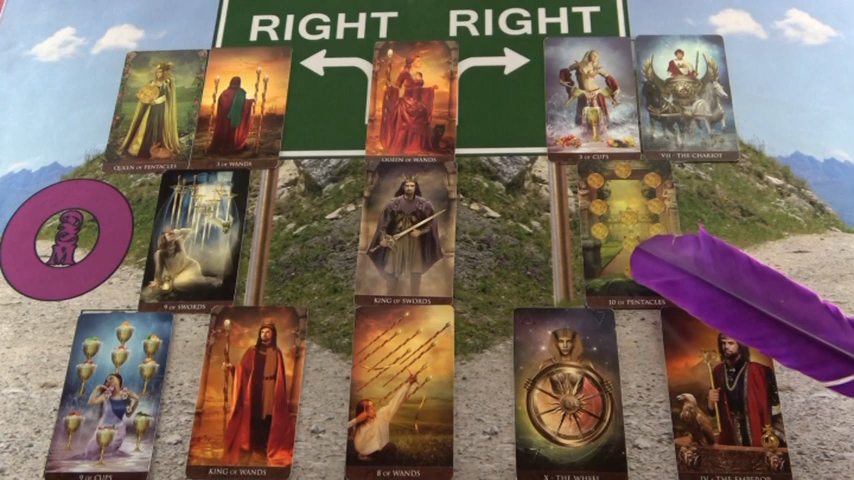 RIGHT RIGHT
QUEEN OF PENTACLES
3 OF WANDS
QUEEN OF WANDS
3 OF CUPS
VII - THE CHARIOT
9 OF SWORDS
KING OF SWORDS
10 OF PENTACLES
9 OF CUPS
KING OF WANDS
8 OF WANDS
X - THE WHEEL
IV - THE EMPEROR